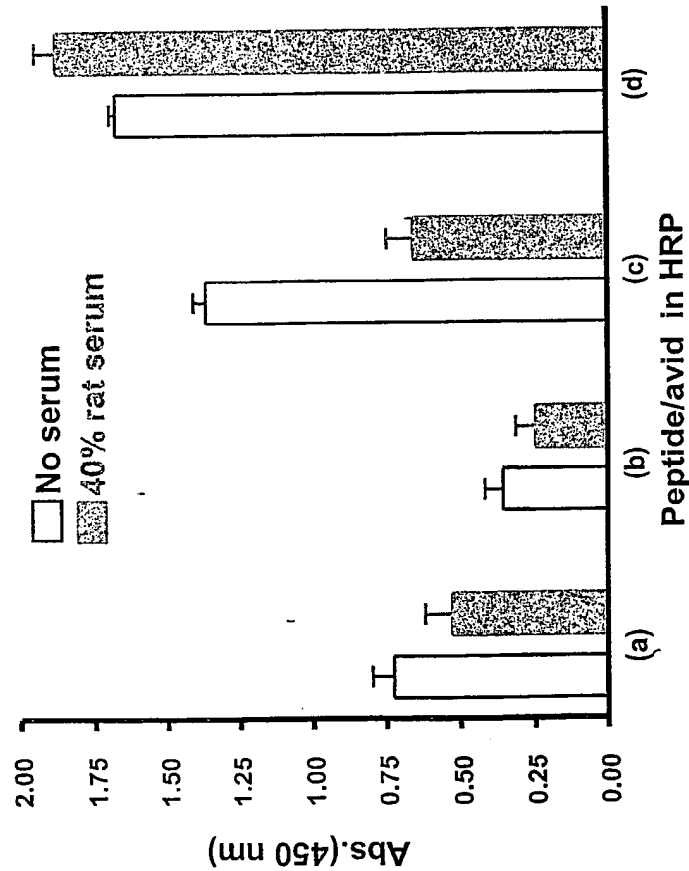 No serum
40% rat serum
Abs.(450 nm)
2.00
1.75
1.50
1.25
1.00
0.75
0.50
0.25
0.00
(a)
(b)
(c)
(d)
Peptide/avid in HRP